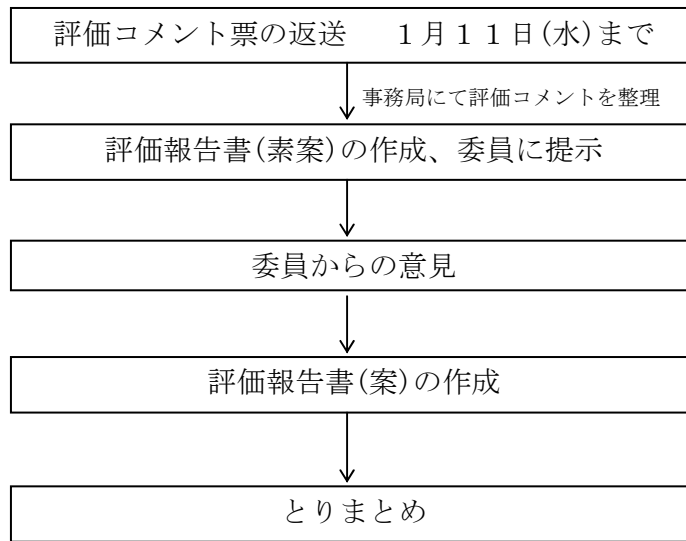 評価コメント票の返送　１月１１日(水)まで
事務局にて評価コメントを整理
評価報告書(素案)の作成、委員に提示
委員からの意見
評価報告書(案)の作成
とりまとめ